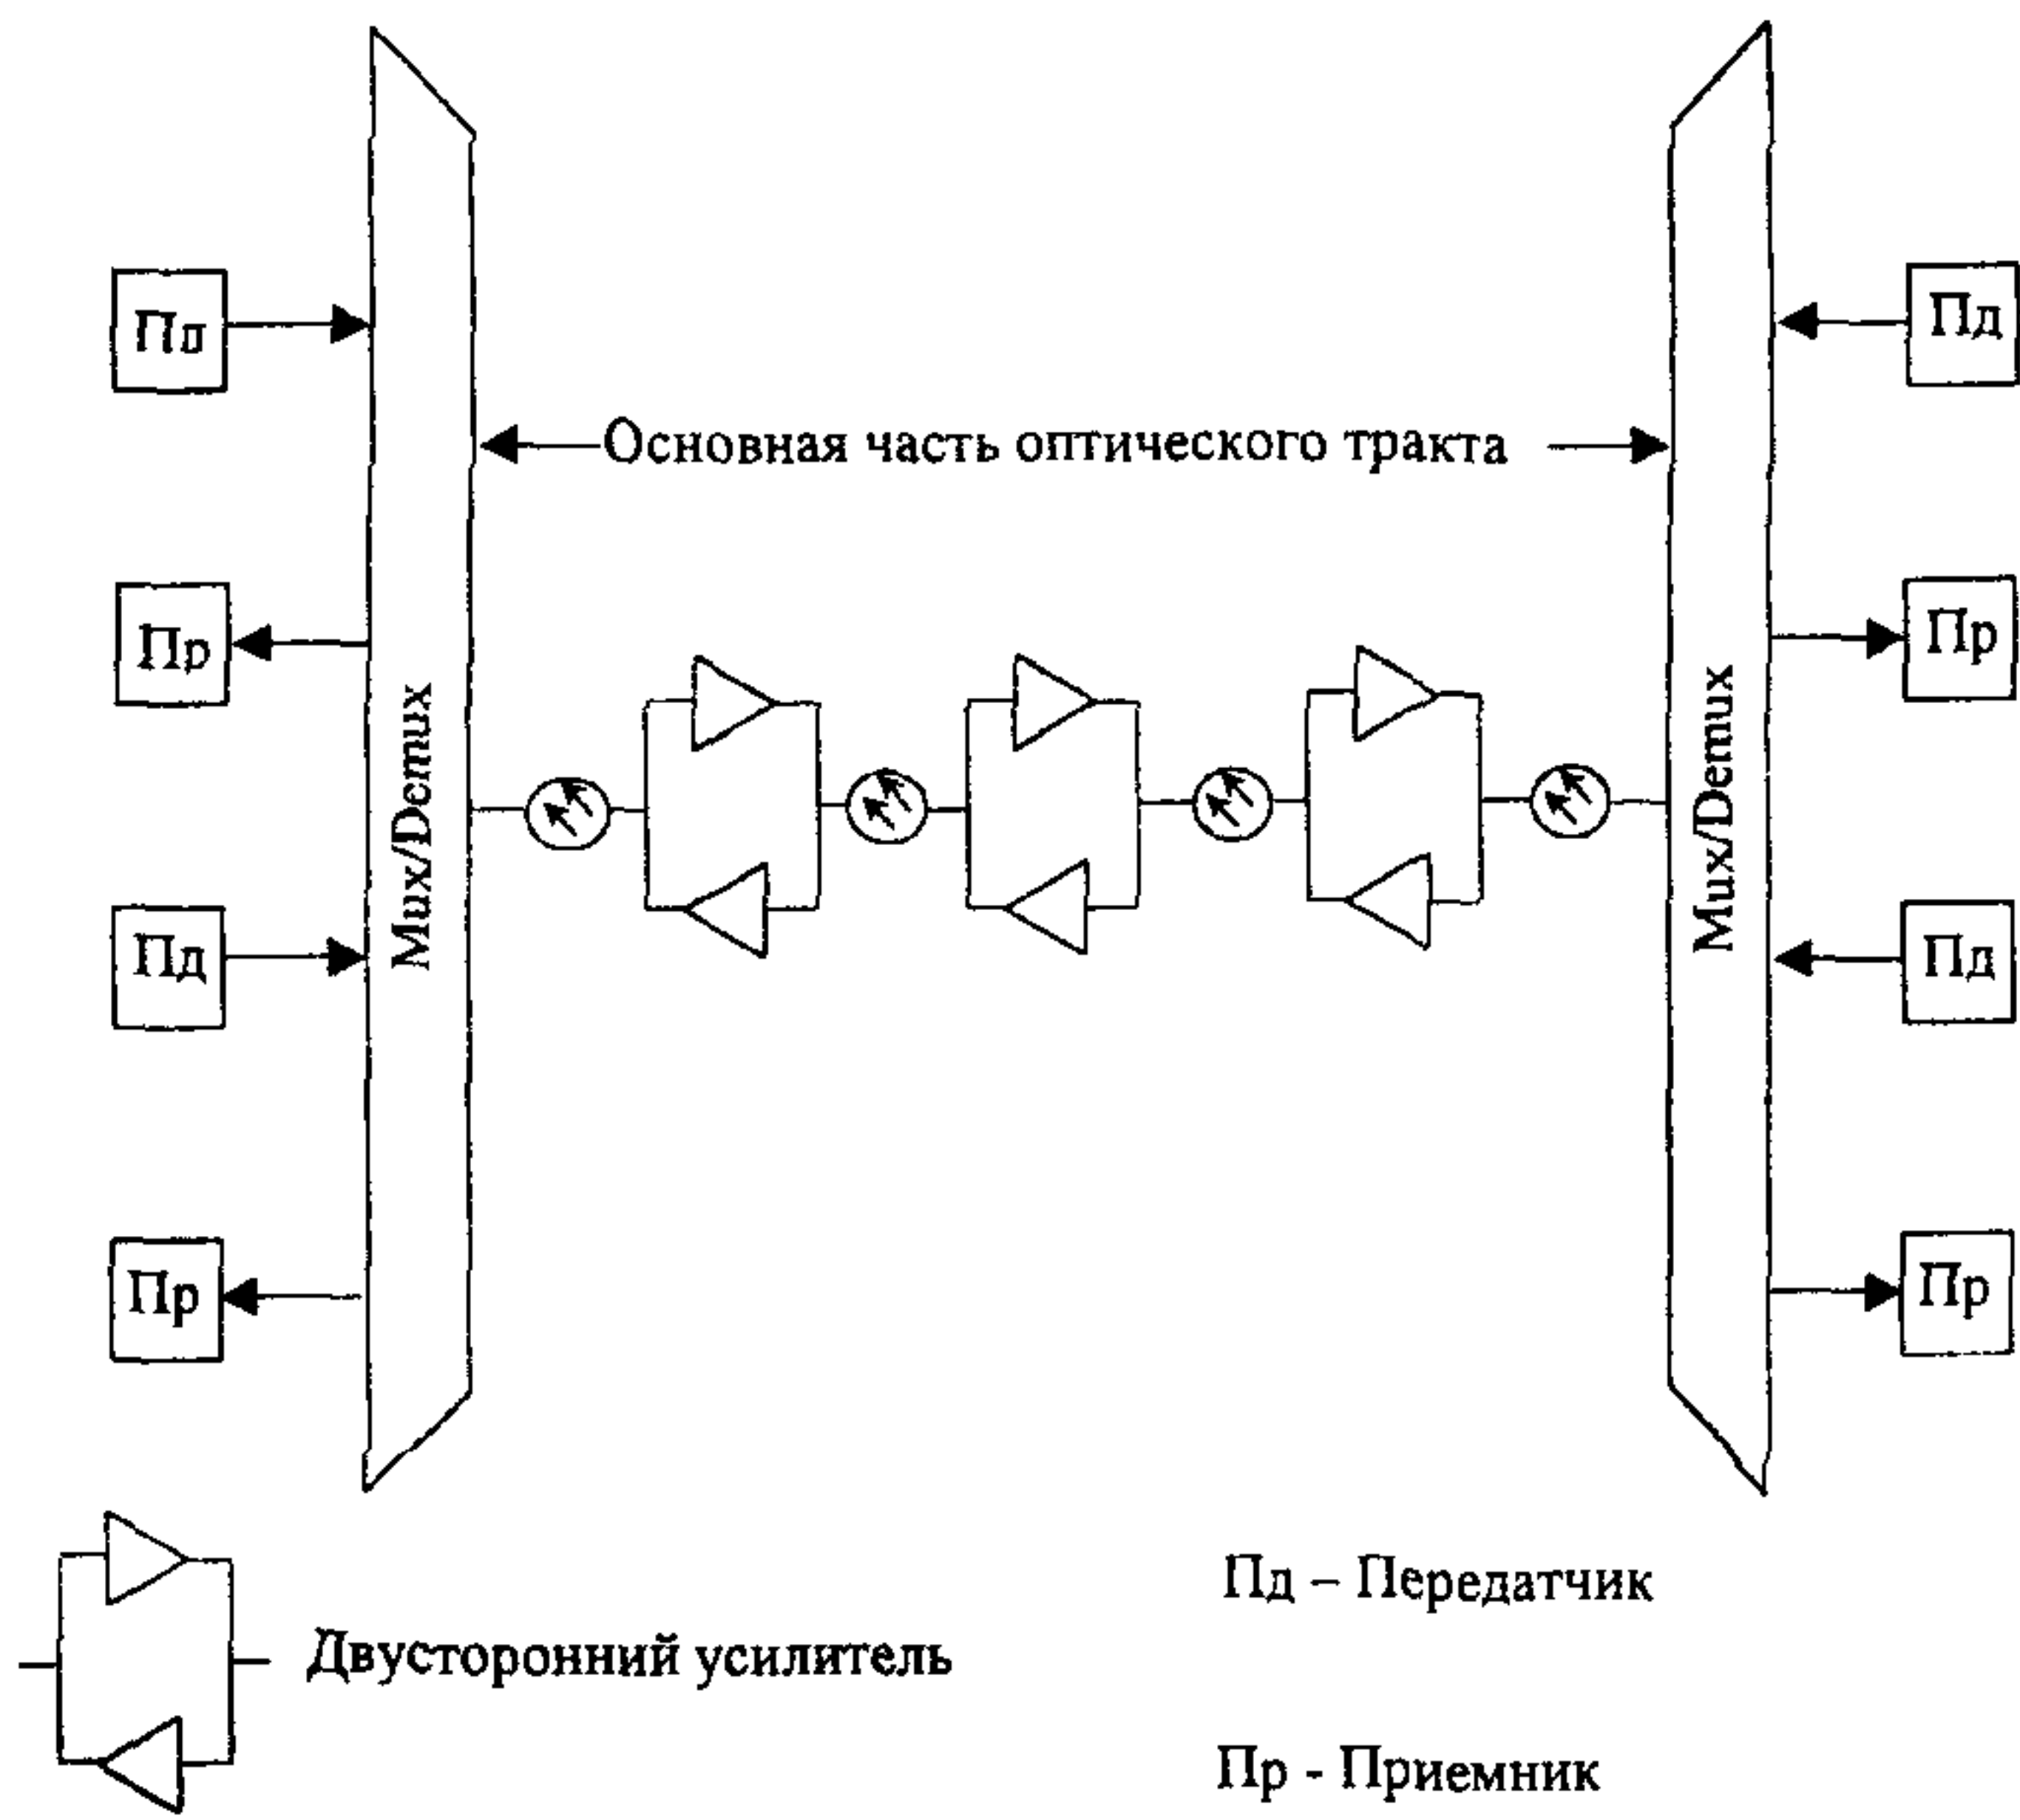 Пд
Пд
Основная часть оптического тракта
Пр
Пр
Mux/Demux
Mux/Demux
Пд
Пд
Пр
Пр
Пд – Передатчик
Двусторонний усилитель
Пр - Приемник